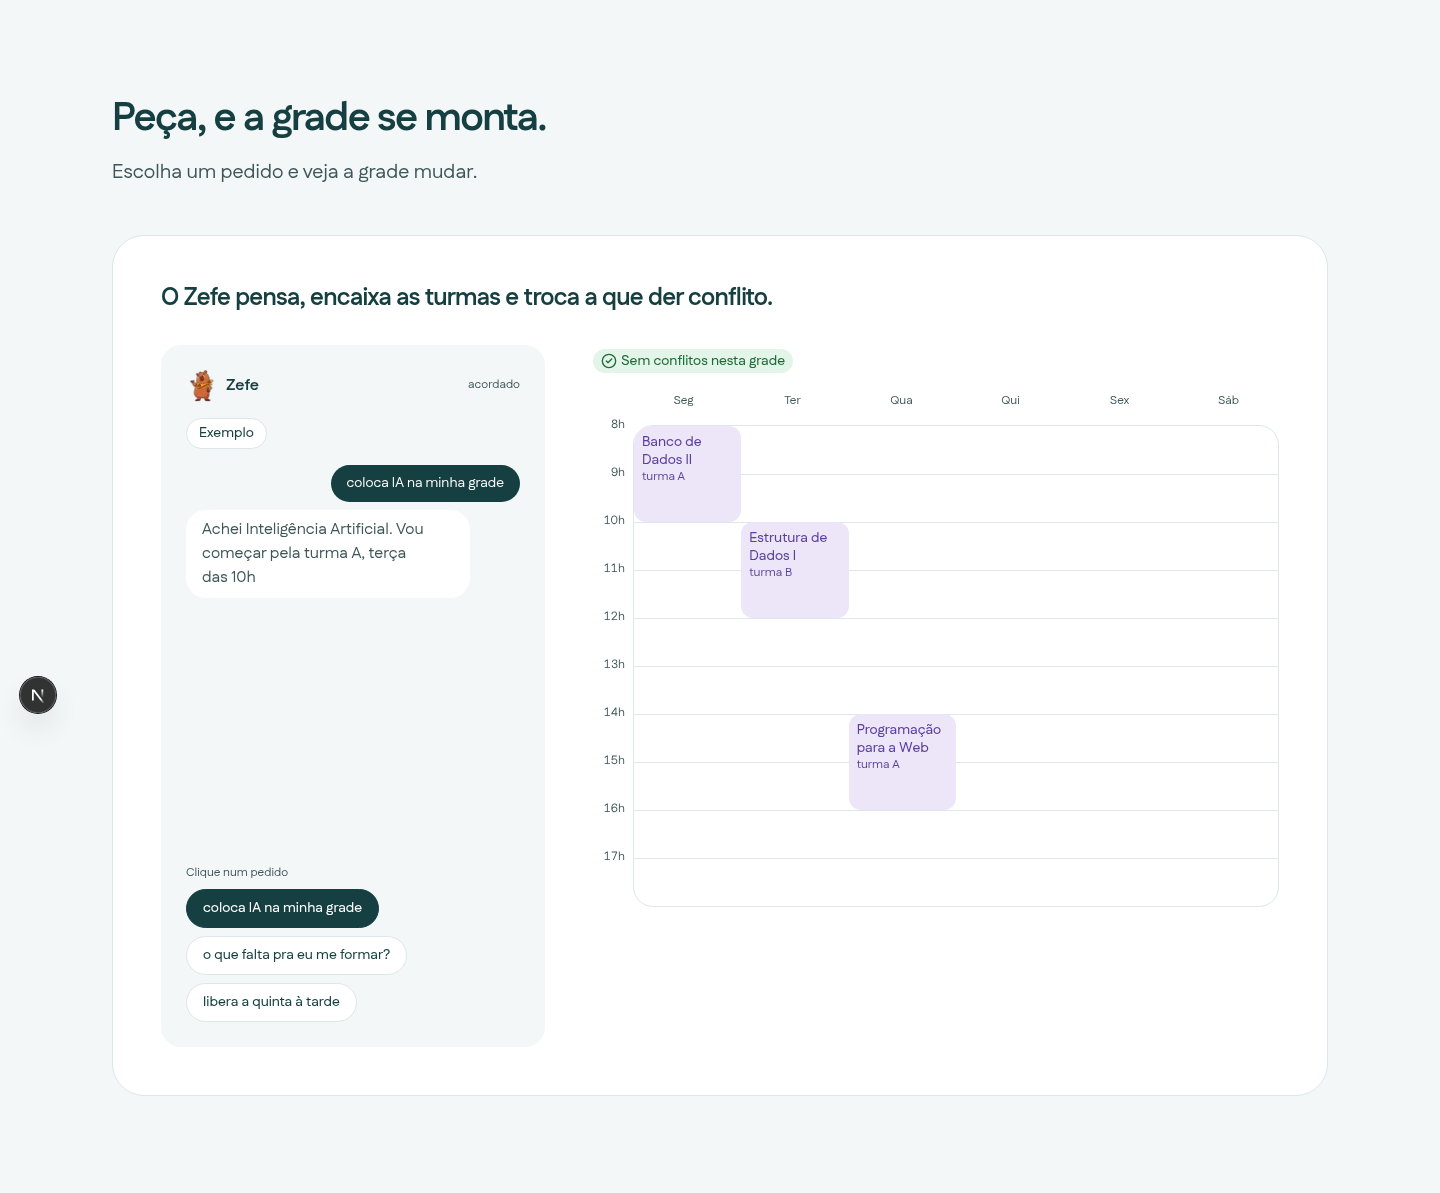 Peça, e a grade se monta.
Escolha um pedido e veja a grade mudar.
O Zefe pensa, encaixa as turmas e troca a que der conflito.
Zefe
acordado
Exemplo
coloca IA na minha grade
Achei Inteligência Artificial. Vou
começar pela turma A, terça
das 10h
Clique num pedido
coloca IA na minha grade
o que falta pra eu me formar?
libera a quinta à tarde
Sem conflitos nesta grade
Seg Ter Qua Qui Sex Sáb
8h
Banco de
Dados II
turma A
9h
10h
Estrutura de
Dados I
turma B
11h
12h
13h
14h
Programação
para a Web
turma A
15h
16h
17h
N